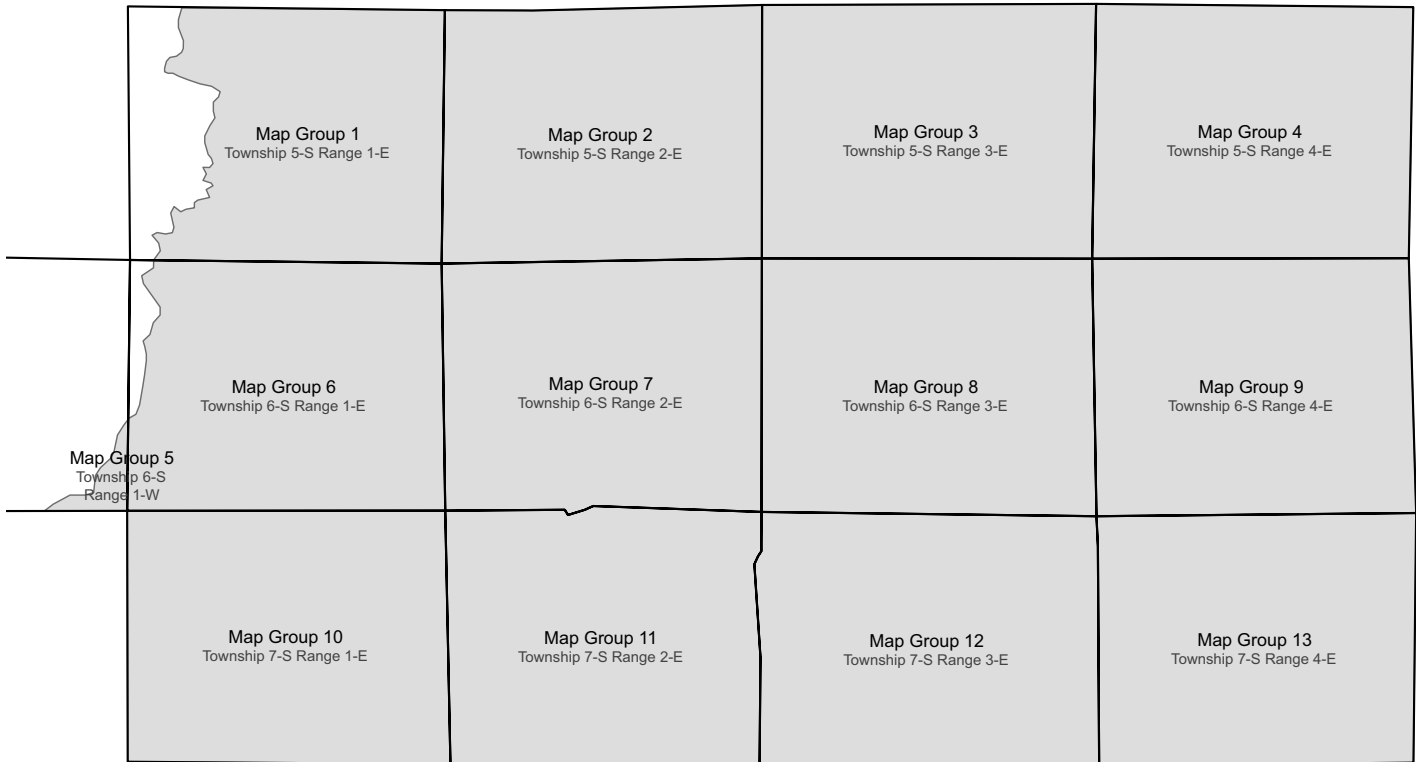 Map Group 1
Township 5-S Range 1-E
Map Group 2
Township 5-S Range 2-E
Map Group 3
Township 5-S Range 3-E
Map Group 4
Township 5-S Range 4-E
Map Group 5
Township 6-S
Range 1-W
Map Group 6
Township 6-S Range 1-E
Map Group 7
Township 6-S Range 2-E
Map Group 8
Township 6-S Range 3-E
Map Group 9
Township 6-S Range 4-E
Map Group 10
Township 7-S Range 1-E
Map Group 11
Township 7-S Range 2-E
Map Group 12
Township 7-S Range 3-E
Map Group 13
Township 7-S Range 4-E